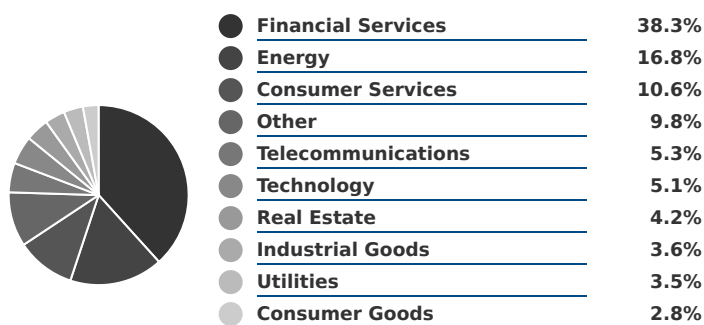 Financial Services 38.3%
Energy 16.8%
Consumer Services 10.6%
Other 9.8%
Telecommunications 5.3%
Technology 5.1%
Real Estate 4.2%
Industrial Goods 3.6%
Utilities 3.5%
Consumer Goods 2.8%